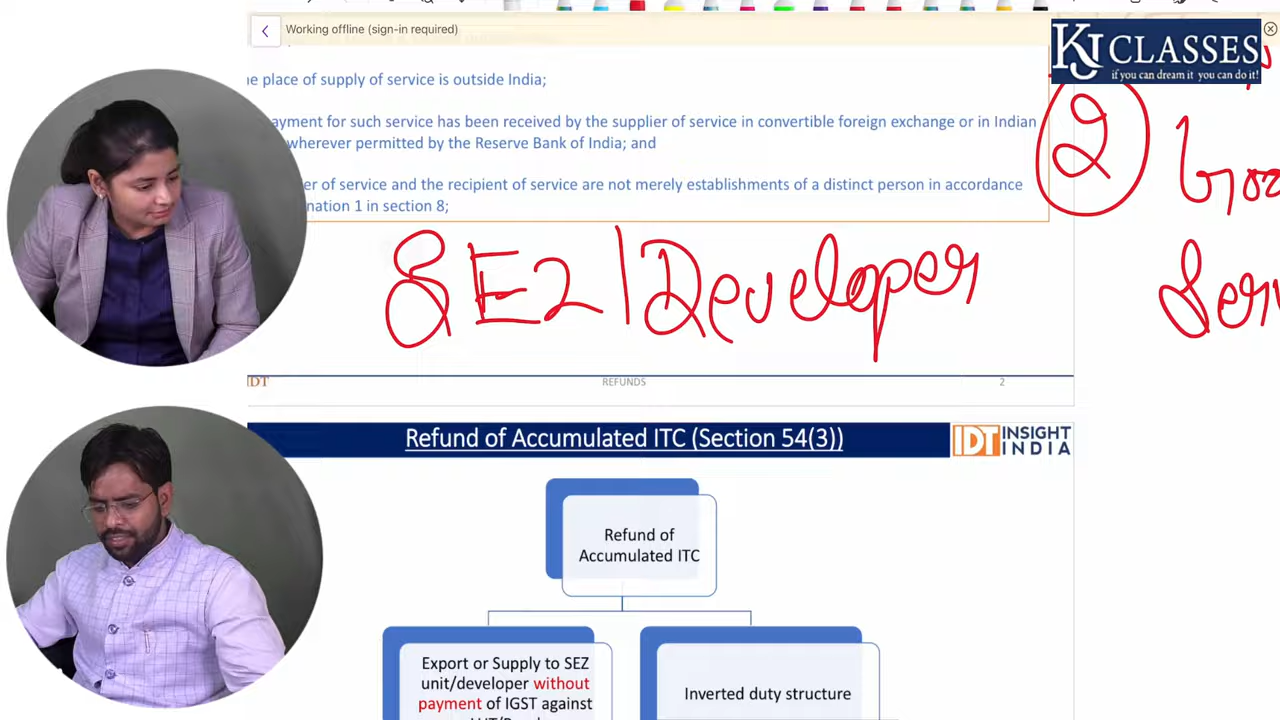 Working offline (sign-in required)
KJ CLASSES
if you can dream it you can do it!
place of supply of service is outside India;
for such service has been received by the supplier of service in convertible foreign exchange or in Indian
wherever permitted by the Reserve Bank of India; and
of service and the recipient of service are not merely establishments of a distinct person in accordance
1 in section 8;
2
SEZ | Developer
IDT
REFUNDS
2
Refund of Accumulated ITC (Section 54(3))
IDT INSIGHT
INDIA
Refund of
Accumulated ITC
Export or Supply to SEZ
unit/developer without
payment of IGST against
Inverted duty structure